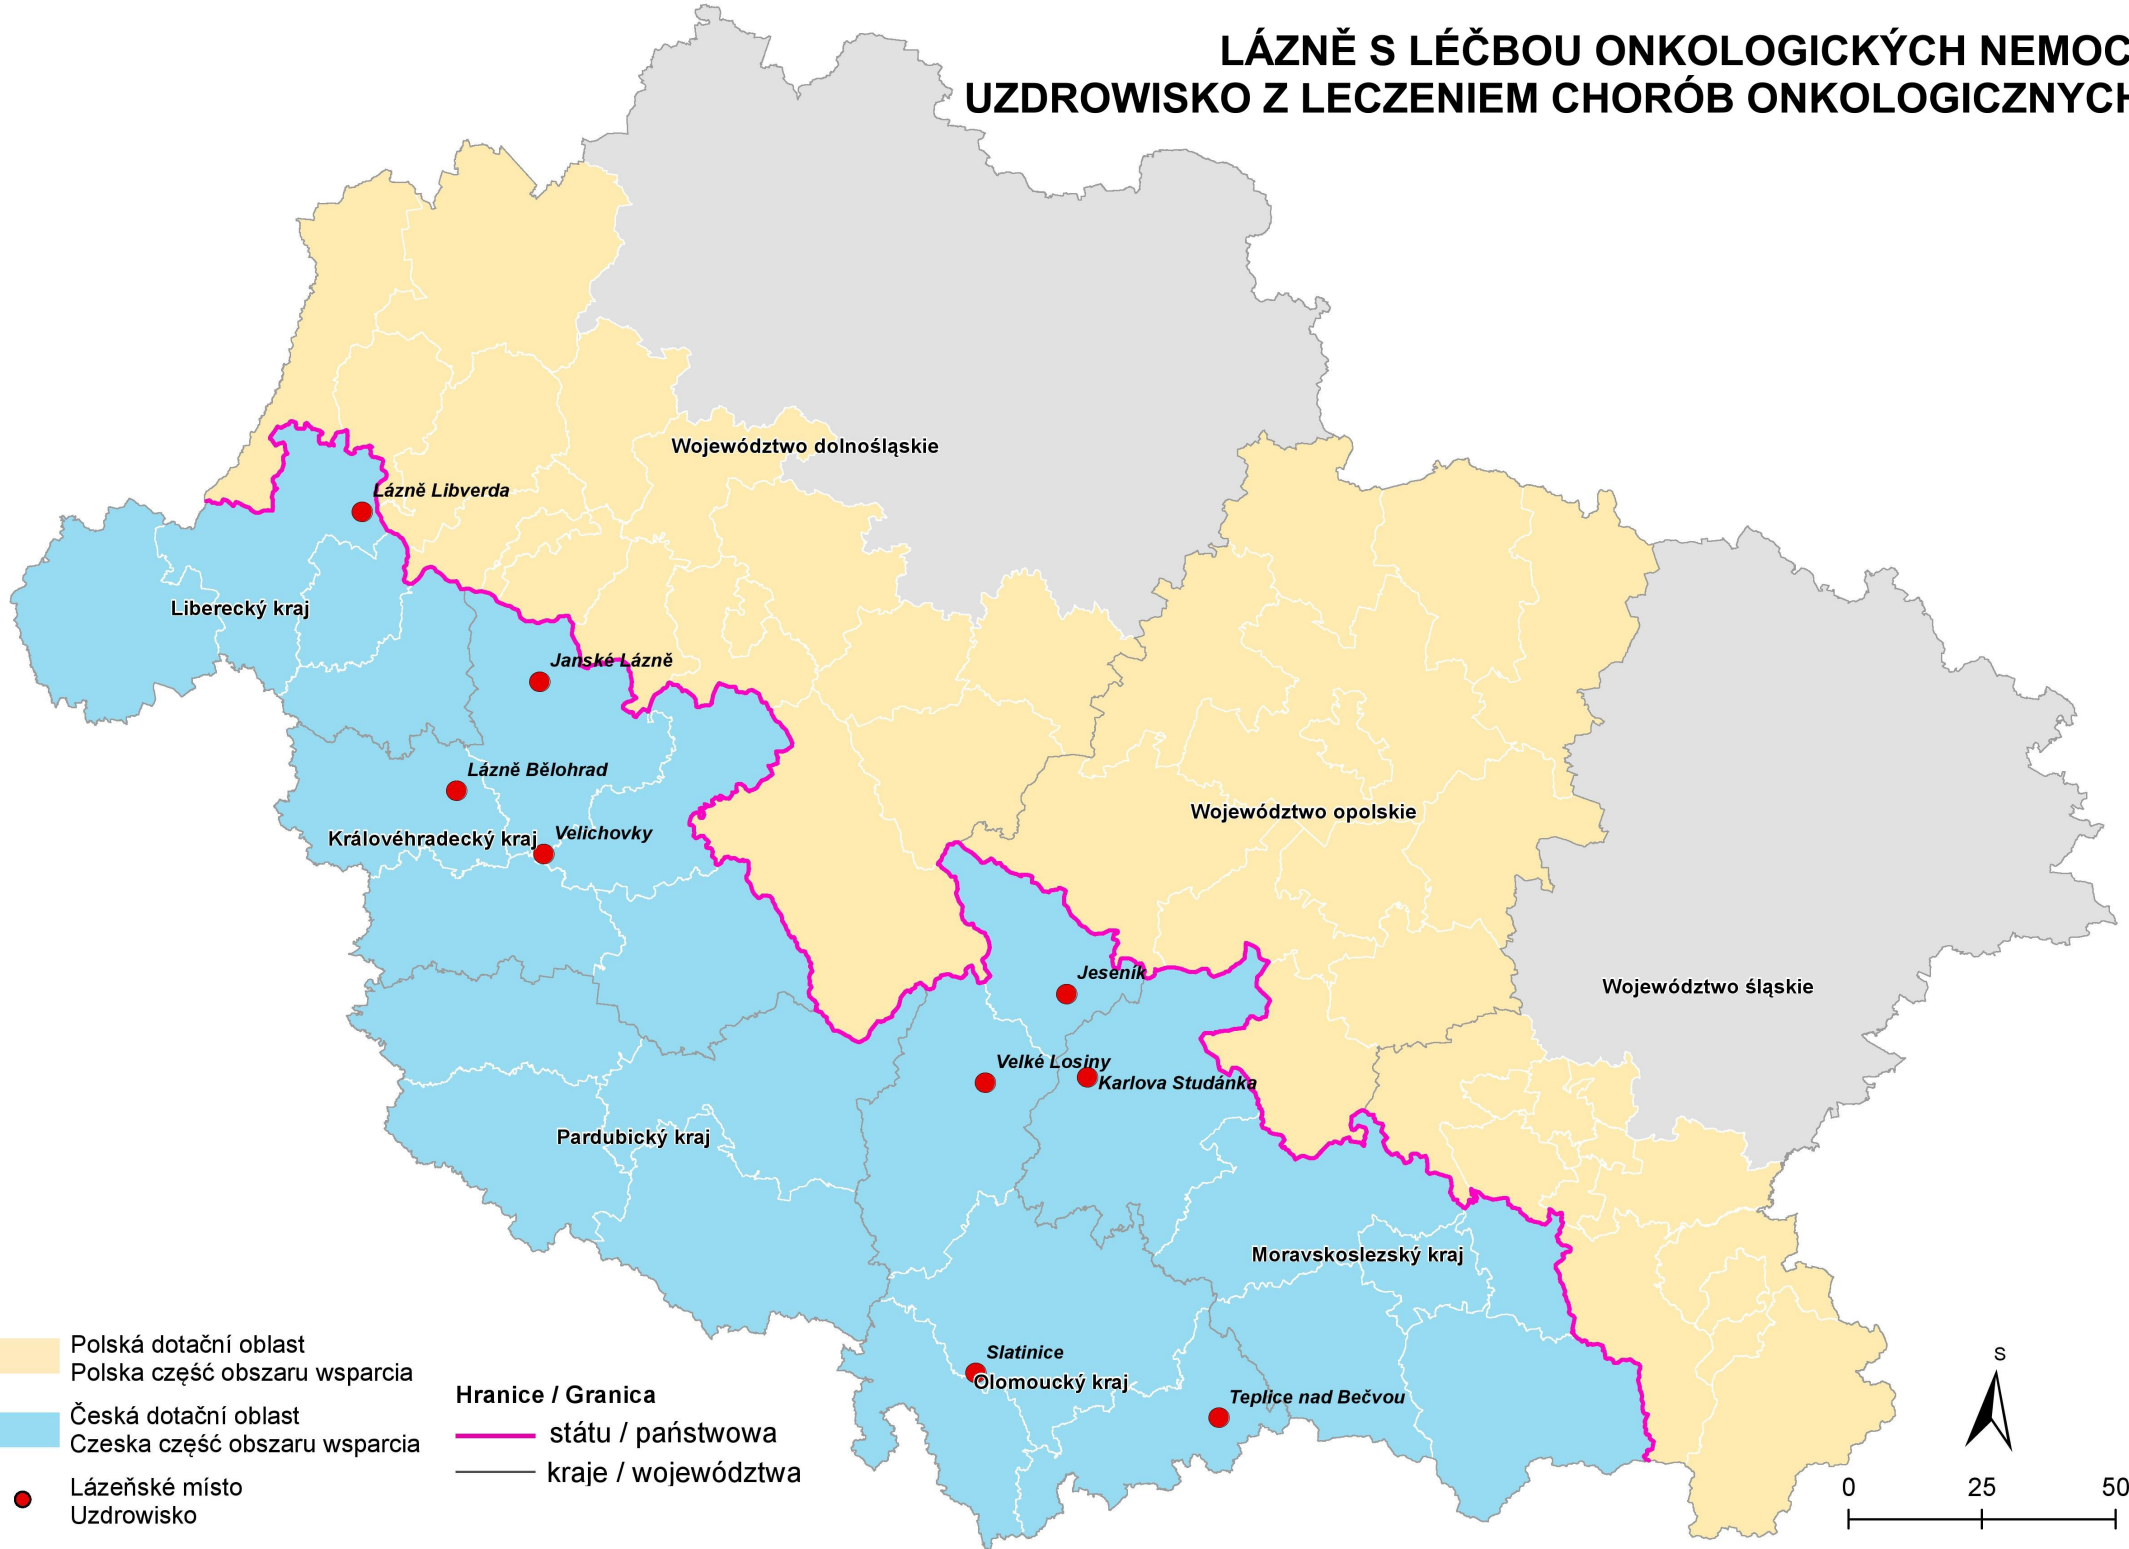 LÁZNĚ S LÉČBOU ONKOLOGICKÝCH NEMOC
UZDROWISKO Z LECZENIEM CHORÓB ONKOLOGICZNYCH
Województwo dolnośląskie
Lázně Libverda
Liberecký kraj
Janské Lázně
Lázně Bělohrad
Województwo opolskie
Královéhradecký kraj
Velichovky
Jeseník
Województwo śląskie
Velké Losiny
Karlova Studánka
Pardubický kraj
Moravskoslezský kraj
Slatinice
Olomoucký kraj
Teplice nad Bečvou
Polská dotační oblast
Polska część obszaru wsparcia
Česká dotační oblast
Czeska część obszaru wsparcia
Lázeňské místo
Uzdrowisko
Hranice / Granica
státu / państwowa
kraje / województwa
S
0 25 50